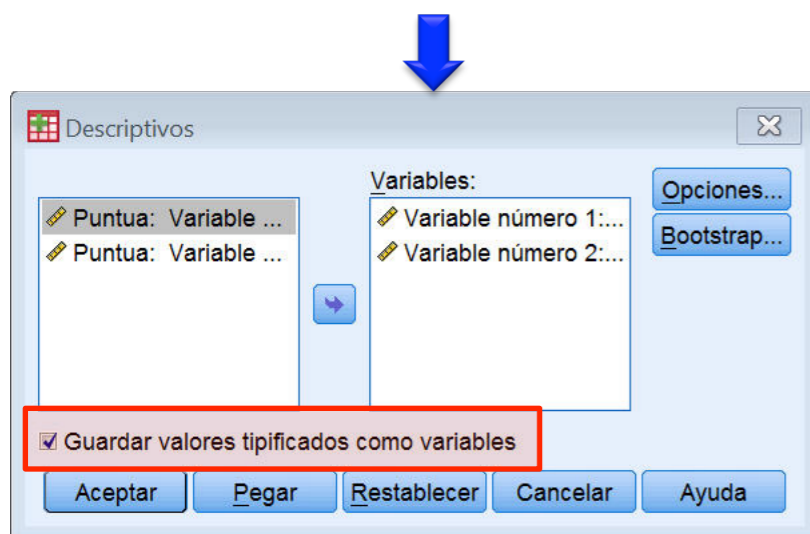 Descriptivos
Variables:
Puntua: Variable ...
Puntua: Variable ...
Variable número 1:...
Variable número 2:...
Opciones...
Bootstrap...
Guardar valores tipificados como variables
Aceptar Pegar Restablecer Cancelar Ayuda